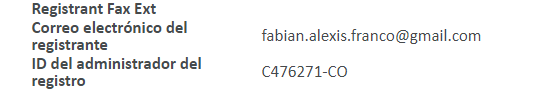 Registrant Fax Ext
Correo electrónico del
registrante
fabian.alexis.franco@gmail.com
ID del administrador del
registro
C476271-CO